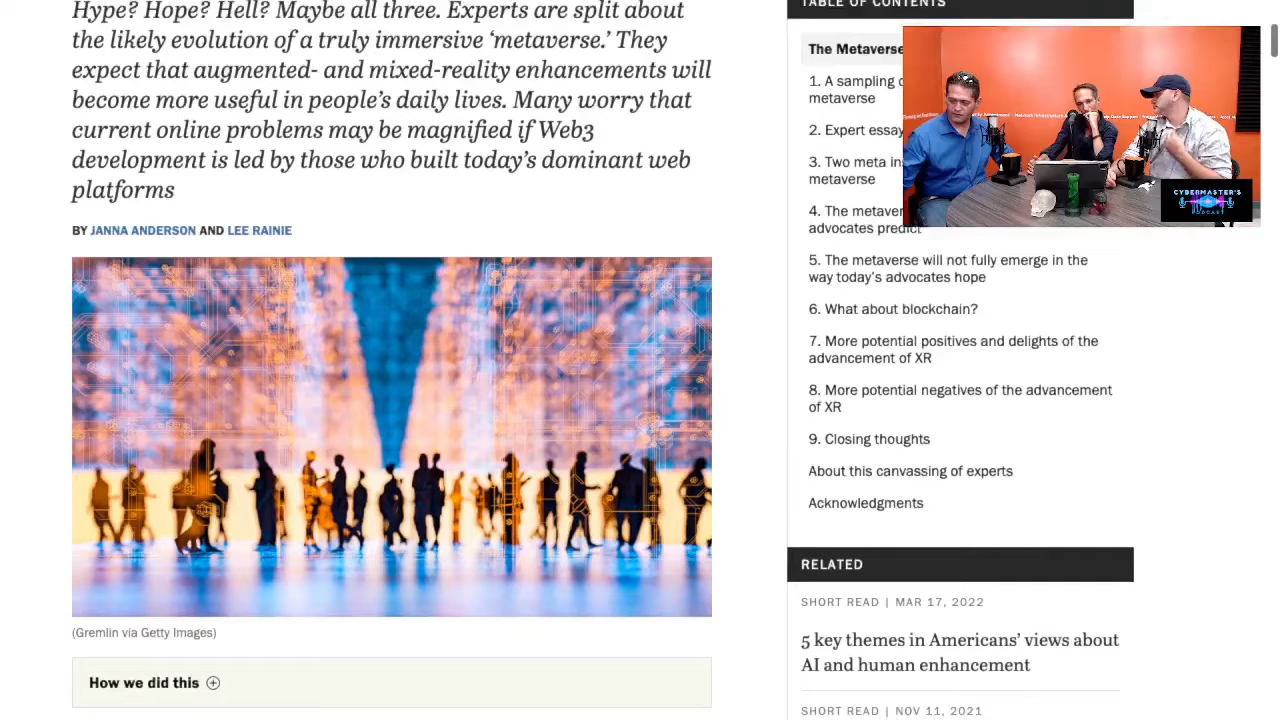 Hype? Hope? Hell? Maybe all three. Experts are split about
the likely evolution of a truly immersive ‘metaverse.’ They
expect that augmented- and mixed-reality enhancements will
become more useful in people’s daily lives. Many worry that
current online problems may be magnified if Web3
development is led by those who built today’s dominant web
platforms
BY JANNA ANDERSON AND LEE RAINIE
(Gremlin via Getty Images)
How we did this
TABLE OF CONTENTS
The Metaverse
1. A sampling
metaverse
2. Expert essay
3. Two meta
metaverse
4. The metaver
advocates predict
5. The metaverse will not fully emerge in the
way today’s advocates hope
6. What about blockchain?
7. More potential positives and delights of the
advancement of XR
8. More potential negatives of the advancement
of XR
9. Closing thoughts
About this canvassing of experts
Acknowledgments
CYBERMASTER'S
PODCAST
RELATED
SHORT READ | MAR 17, 2022
5 key themes in Americans’ views about
AI and human enhancement
SHORT READ | NOV 11, 2021